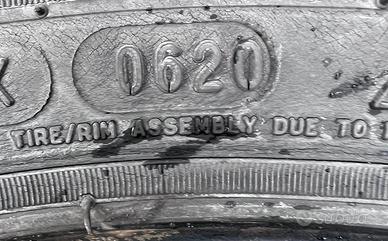 0620
TIRE/RIM ASSEMBLY DUE TO